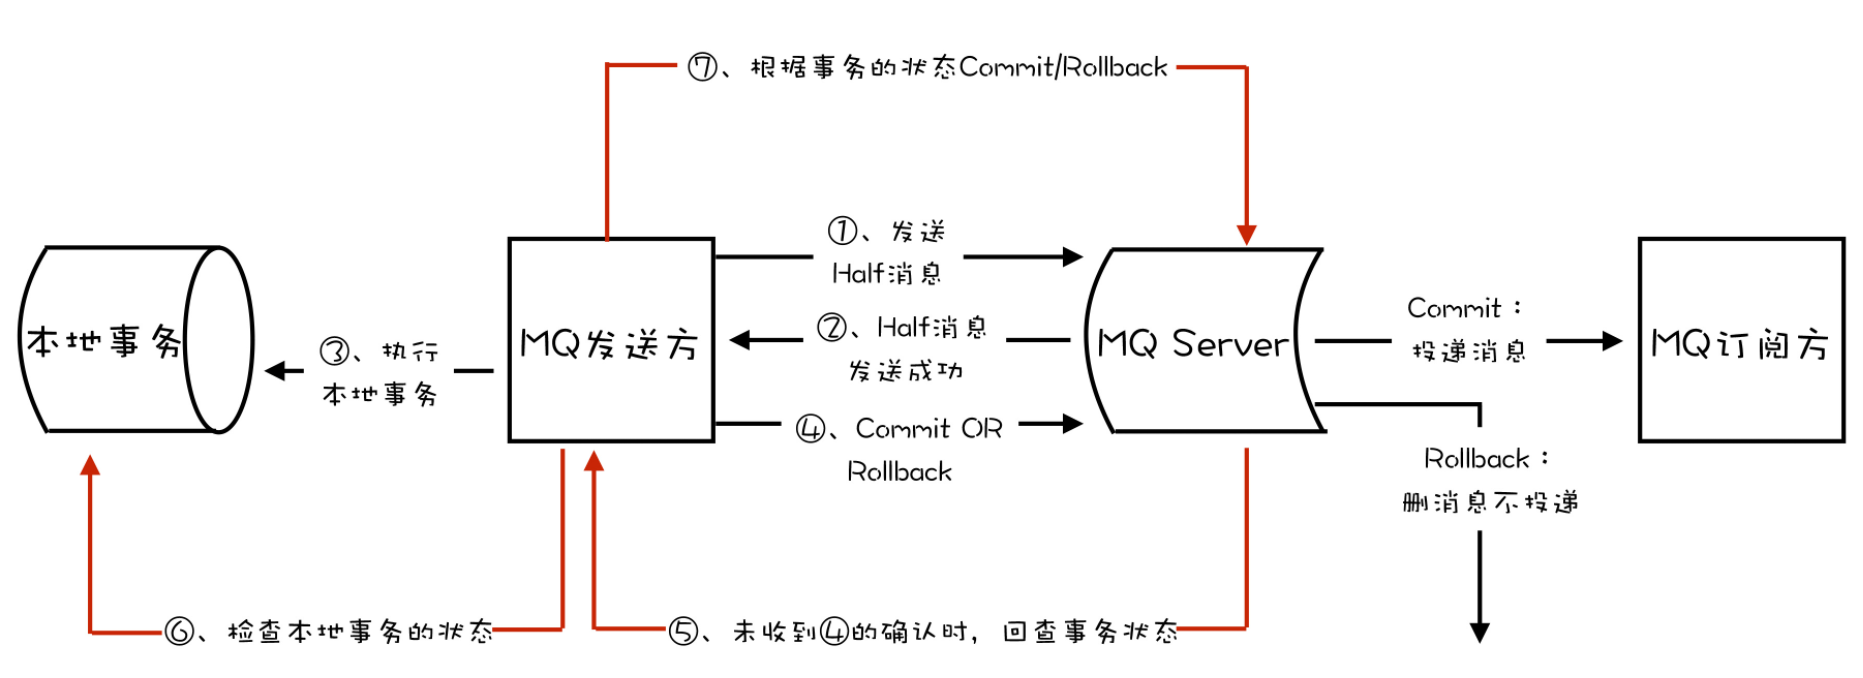 ⑦、根据事务的状态Commit/Rollback
①、发送
Half消息
②、Half消息
发送成功
③、执行
本地事务
④、Commit OR
Rollback
本地事务
MQ发送方
MQ Server
Commit：
投递消息
MQ订阅方
Rollback：
删消息不投递
⑥、检查本地事务的状态
⑤、未收到④的确认时，回查事务状态